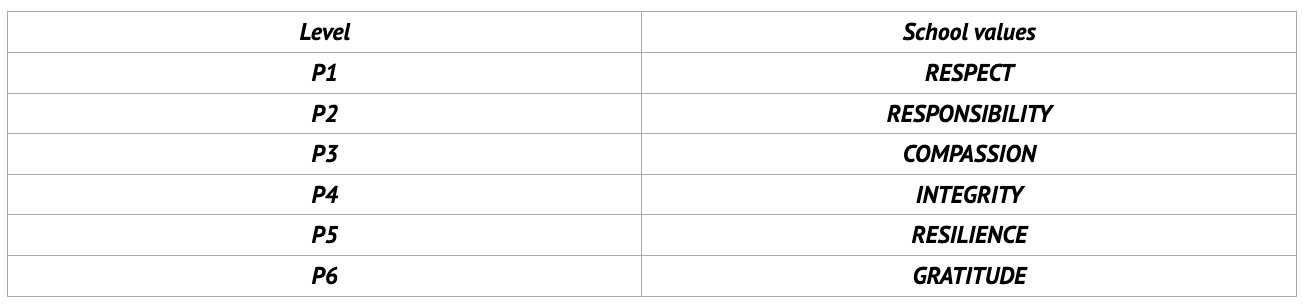 Level School values
P1 RESPECT
P2 RESPONSIBILITY
P3 COMPASSION
P4 INTEGRITY
P5 RESILIENCE
P6 GRATITUDE